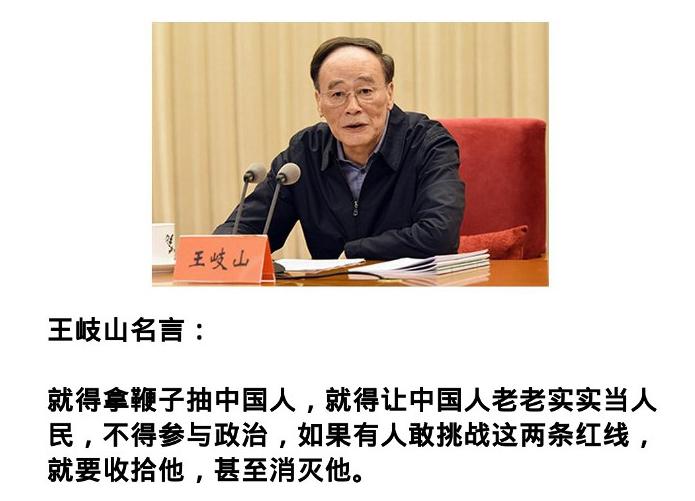 王岐山
王岐山名言：
就得拿鞭子抽中国人，就得让中国人老老实实当人
民，不得参与政治，如果有人敢挑战这两条红线，
就要收拾他，甚至消灭他。